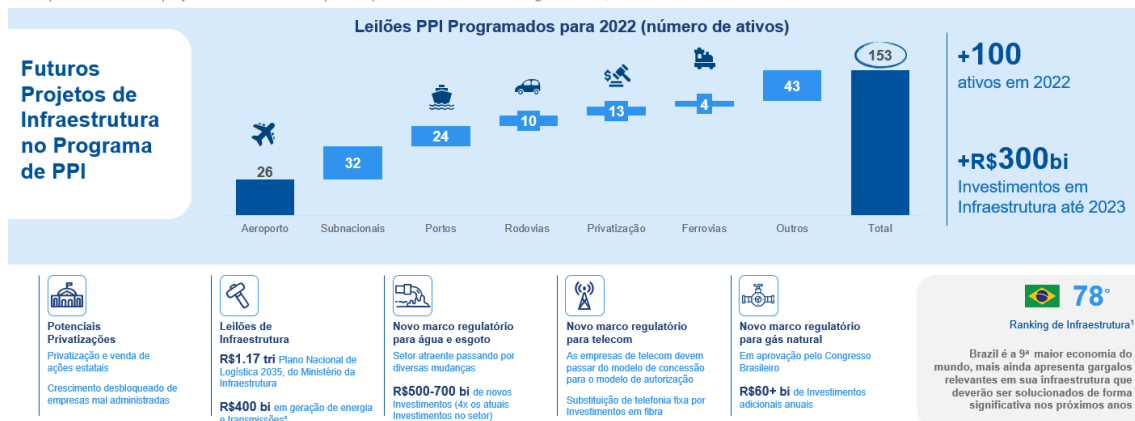 Leilões PPI Programados para 2022 (número de ativos)
Futuros
Projetos de
Infraestrutura
no Programa
de PPI
26
32
24
10
13
4
43
153
Aeroporto
Subnacionais
Portos
Rodovias
Privatização
Ferrovias
Outros
Total
+100
ativos em 2022
+R$300bi
Investimentos em
Infraestrutura até 2023
Potenciais
Privatizações
Privatização e venda de
ações estatais
Crescimento desbloqueado de
empresas mal administradas
Leilões de
Infraestrutura
R$1.17 tri Plano Nacional de
Logística 2035, do Ministério da
Infraestrutura
R$400 bi em geração de energia
e transmissões³
Novo marco regulatório
para água e esgoto
Setor atraente passando por
diversas mudanças
R$500-700 bi de novos
Investimentos (4x os atuais
Investimentos no setor)
Novo marco regulatório
para telecom
As empresas de telecom devem
passar do modelo de concessão
para o modelo de autorização
Substituição de telefonia fixa por
Investimentos em fibra
Novo marco regulatório
para gás natural
Em aprovação pelo Congresso
Brasileiro
R$60+ bi de Investimentos
adicionais anuais
78°
Ranking de Infraestrutura¹
Brazil é a 9ª maior economia do
mundo, mais ainda apresenta gargalos
relevantes em sua infraestrutura que
deverão ser solucionados de forma
significativa nos próximos anos